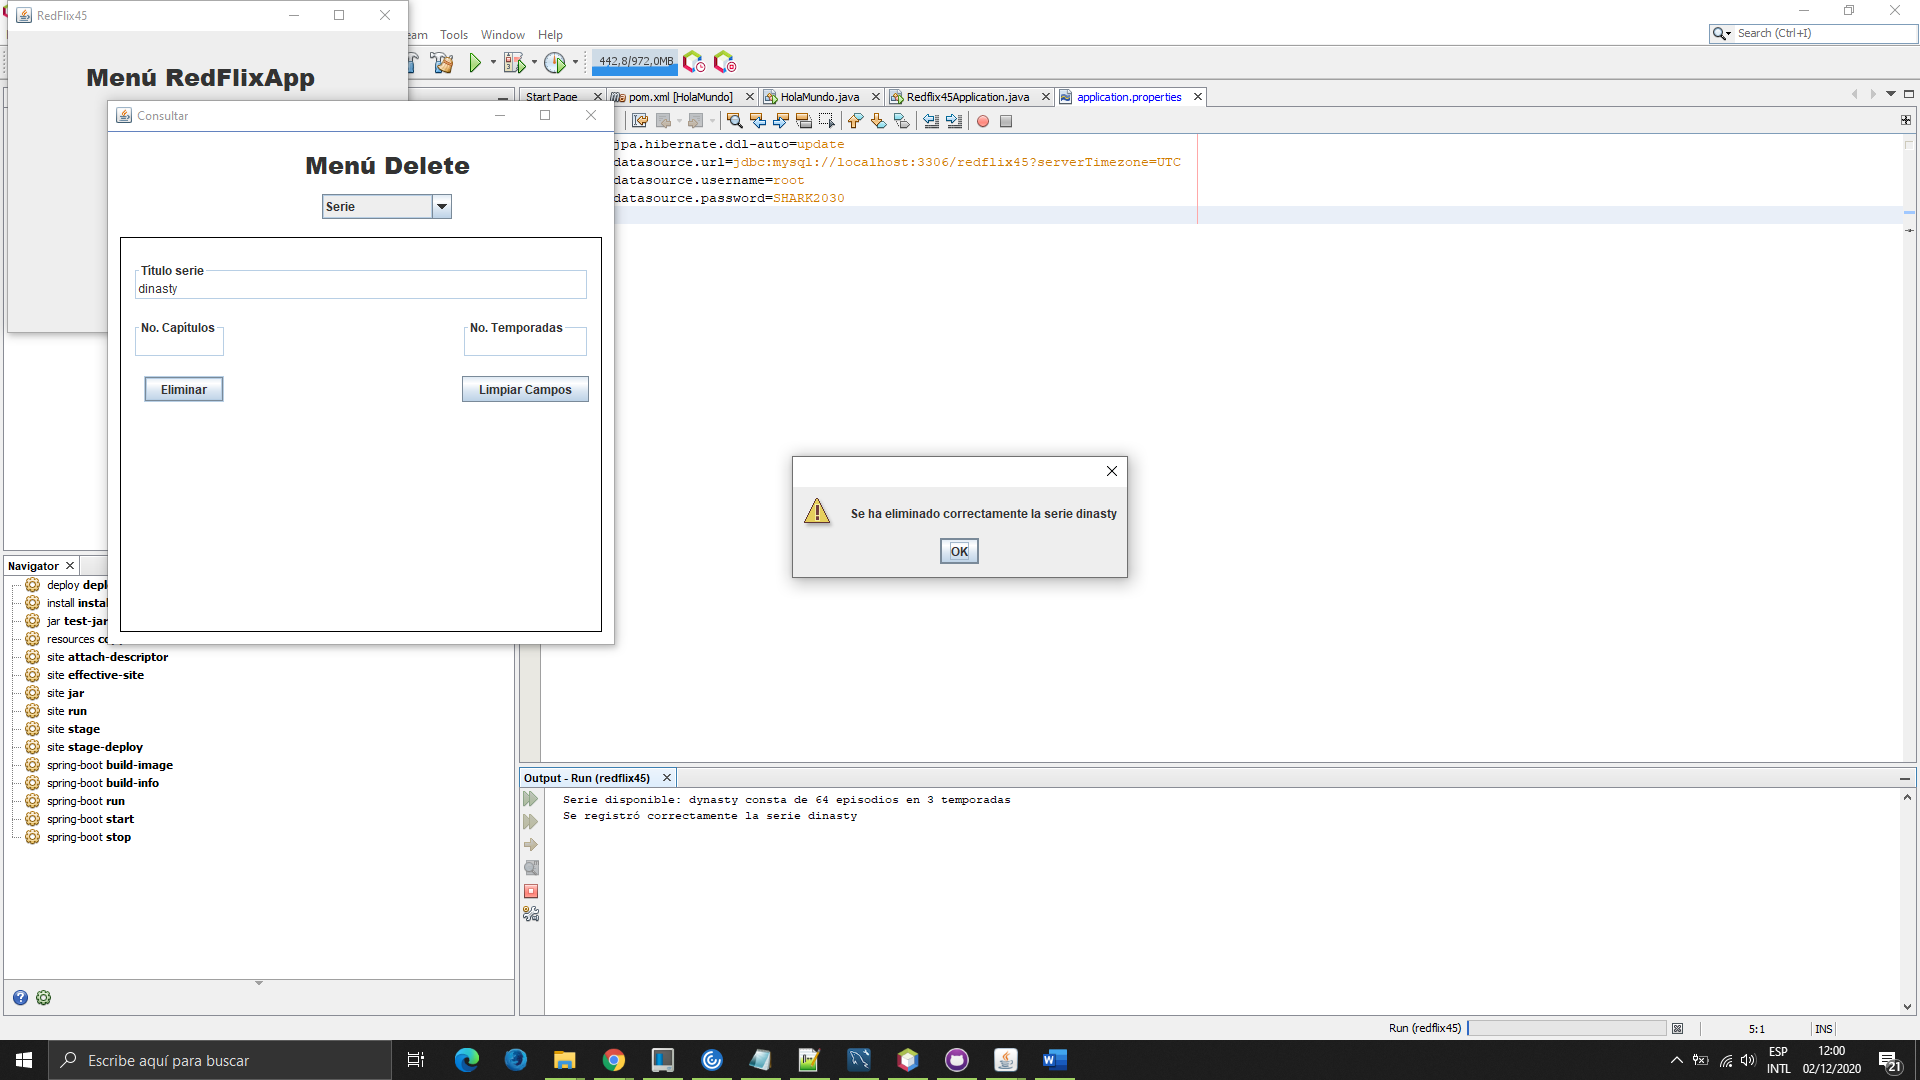 RedFlix45
Menú RedFlixApp
eam Tools Window Help
Search (Ctrl+I)
442,8/972,0MB
Start Page
pom.xml [HolaMundo]
HolaMundo.java
Redflix45Application.java
application.properties
jpa.hibernate.ddl-auto=update
datasource.url=jdbc:mysql://localhost:3306/redflix45?serverTimezone=UTC
datasource.username=root
datasource.password=SHARK2030
Consultar
Menú Delete
Serie
Título serie
dinasty
No. Capítulos
No. Temporadas
Eliminar
Limpiar Campos
Se ha eliminado correctamente la serie dinasty
OK
Navigator
deploy depl
install instal
jar test-jar
resources
site attach-descriptor
site effective-site
site jar
site run
site stage
site stage-deploy
spring-boot build-image
spring-boot build-info
spring-boot run
spring-boot start
spring-boot stop
Output - Run (redflix45)
Serie disponible: dynasty consta de 64 episodios en 3 temporadas
Se registró correctamente la serie dinasty
Run (redflix45)
5:1
INS
Escribe aquí para buscar
ESP
INTL
12:00
02/12/2020
21